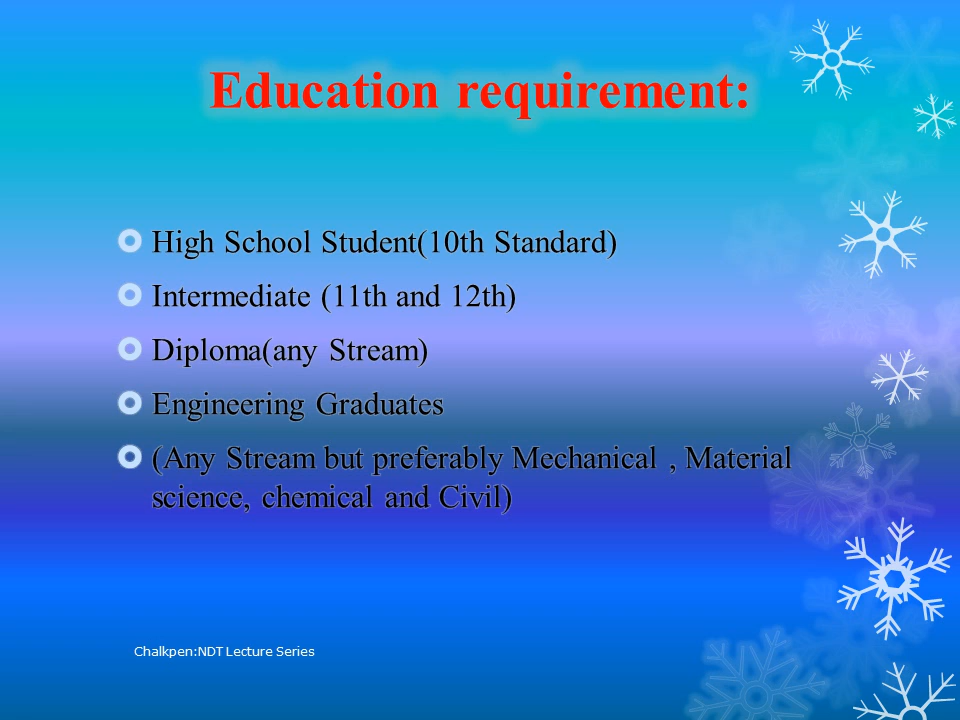 Education requirement:
High School Student(10th Standard)
Intermediate (11th and 12th)
Diploma(any Stream)
Engineering Graduates
(Any Stream but preferably Mechanical , Material
science, chemical and Civil)
Chalkpen:NDT Lecture Series